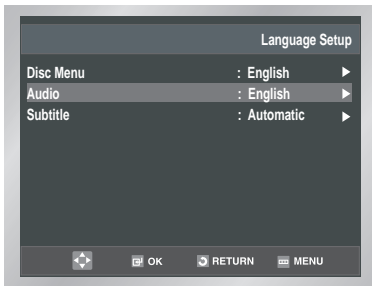 Language Setup
Disc Menu : English
Audio : English
Subtitle : Automatic
OK RETURN MENU